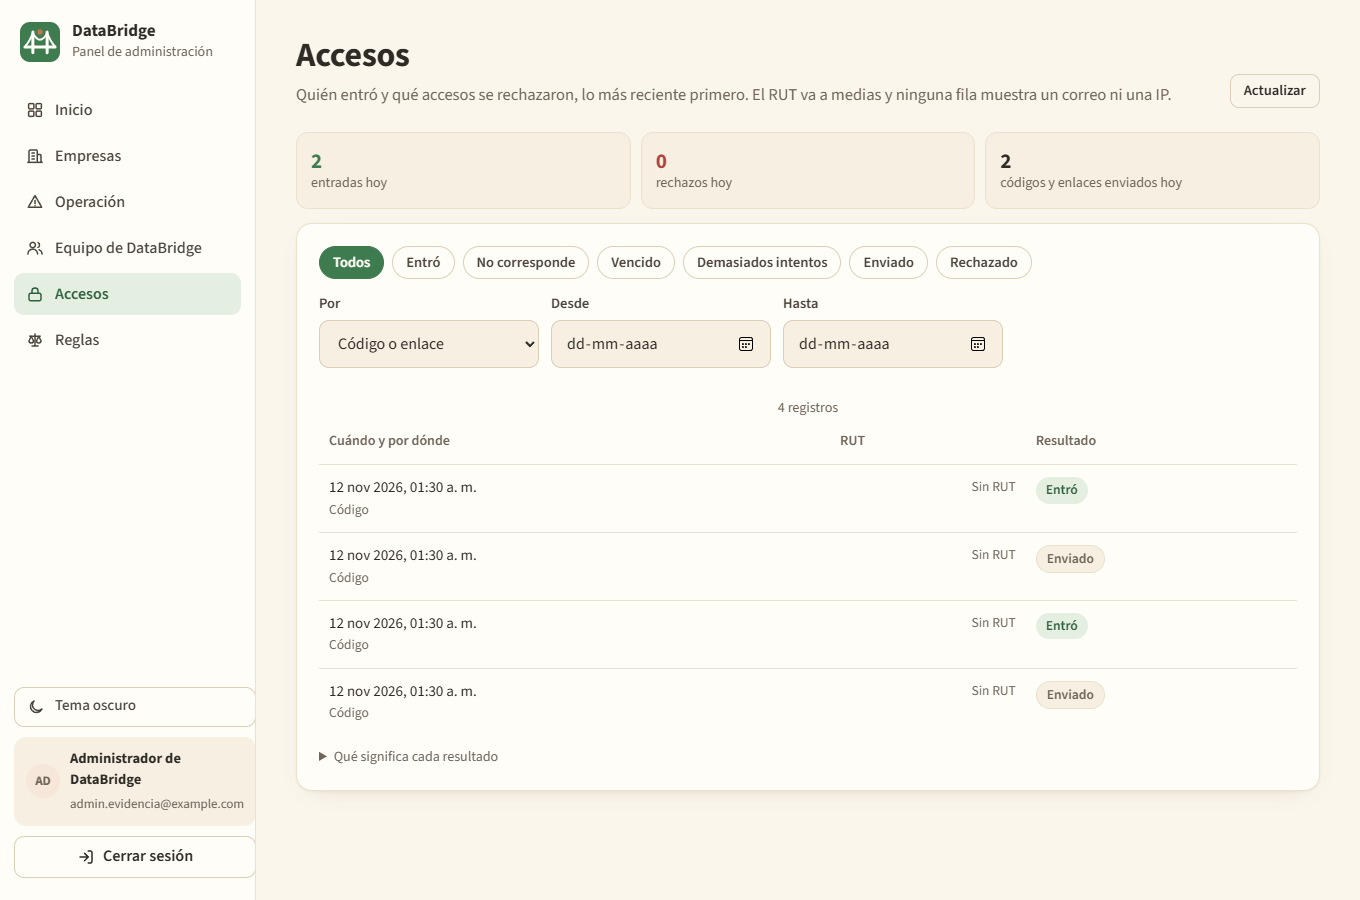 DataBridge
Panel de administración
Inicio
Empresas
Operación
Equipo de DataBridge
Accesos
Reglas
Tema oscuro
AD
Administrador de
DataBridge
admin.evidencia@example.com
Cerrar sesión
Accesos
Quién entró y qué accesos se rechazaron, lo más reciente primero. El RUT va a medias y ninguna fila muestra un correo ni una IP.
Actualizar
2
entradas hoy
0
rechazos hoy
2
códigos y enlaces enviados hoy
Todos Entró No corresponde Vencido Demasiados intentos Enviado Rechazado
Por Desde Hasta
Código o enlace dd-mm-aaaa dd-mm-aaaa
4 registros
Cuándo y por dónde RUT Resultado
12 nov 2026, 01:30 a. m. Sin RUT Entró
Código
12 nov 2026, 01:30 a. m. Sin RUT Enviado
Código
12 nov 2026, 01:30 a. m. Sin RUT Entró
Código
12 nov 2026, 01:30 a. m. Sin RUT Enviado
Código
Qué significa cada resultado